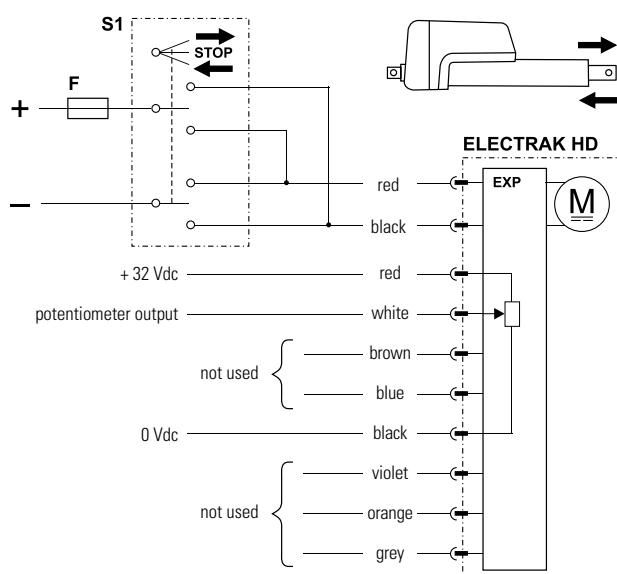 S1
STOP
F
+
–
ELECTRAK HD
red
EXP
M
black
+ 32 Vdc
red
potentiometer output
white
brown
not used
blue
0 Vdc
black
violet
not used
orange
grey